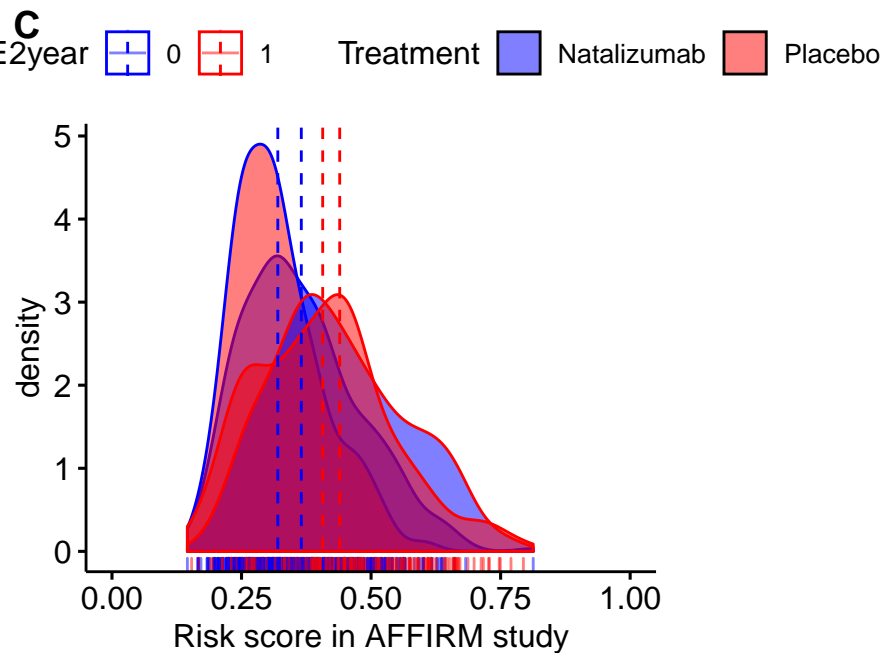 C
E2year 0 1 Treatment Natalizumab Placebo
density
5
4
3
2
1
0
0.00 0.25 0.50 0.75 1.00
Risk score in AFFIRM study